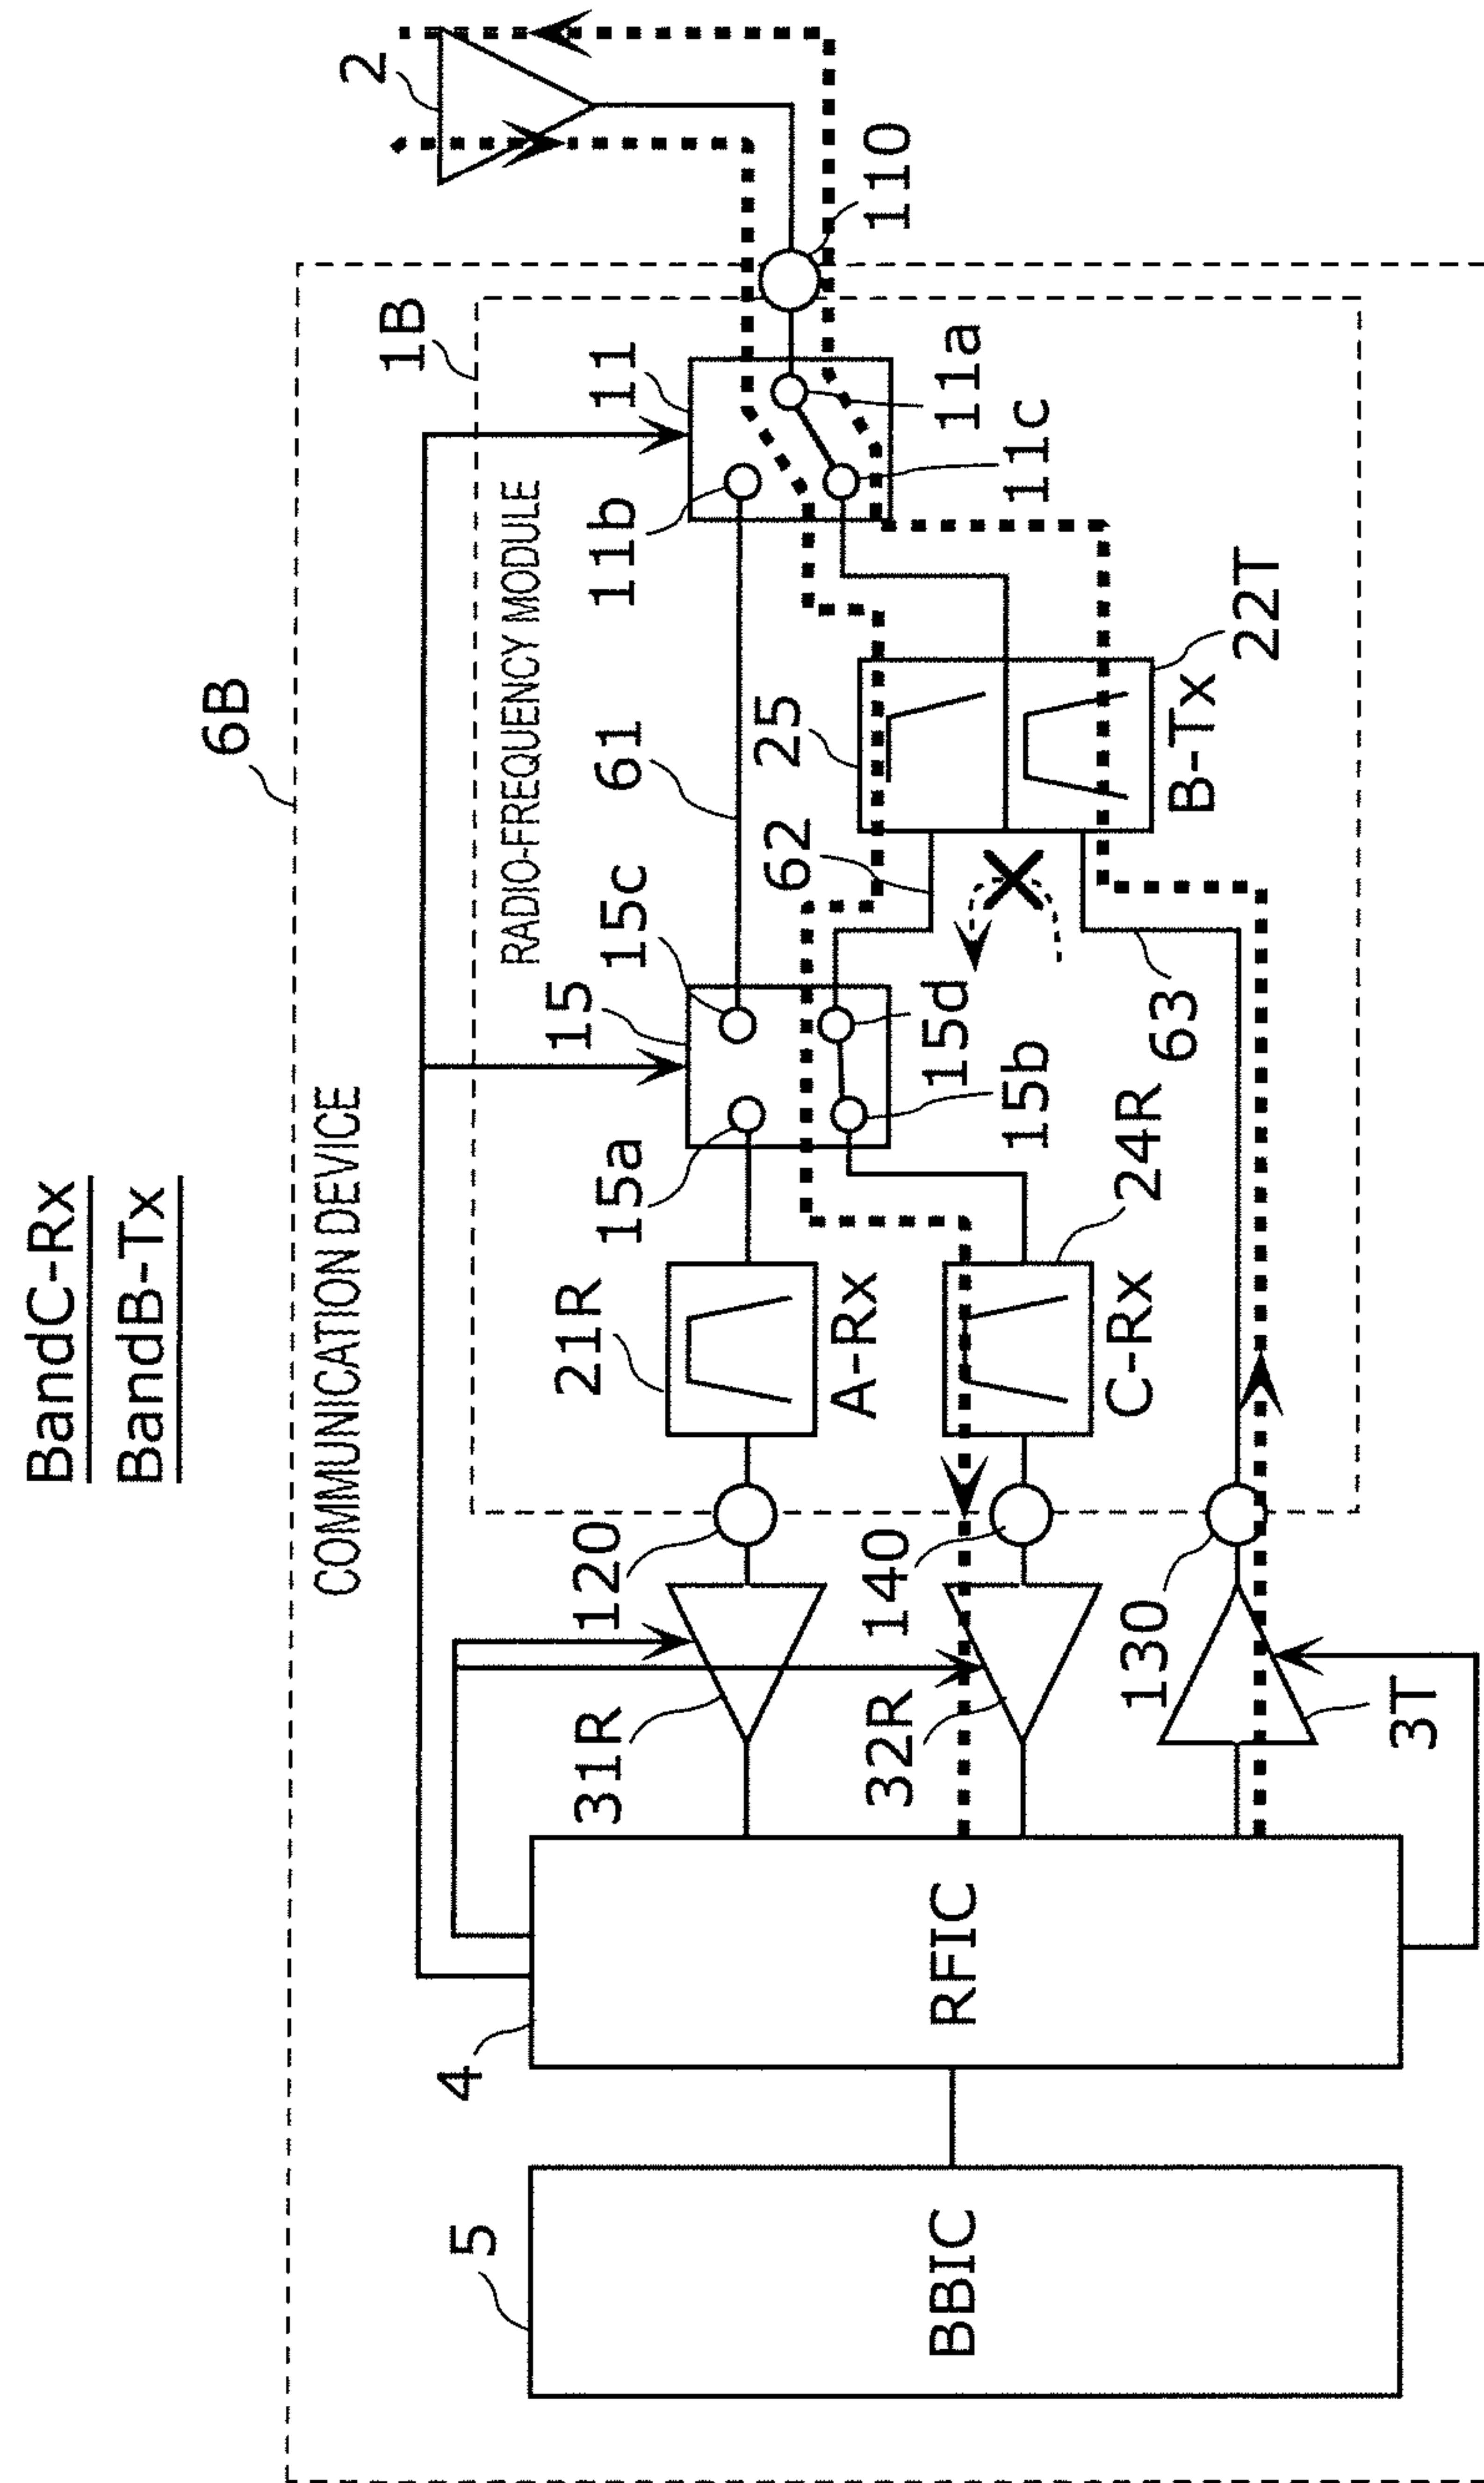 BandC-Rx
BandB-Tx
6B
COMMUNICATION DEVICE
1B
2
RADIO-FREQUENCY MODULE
110
11
11a
11b
11c
15
15c
61
15a
15d
15b
62
25
22T
B-Tx
63
21R
A-Rx
24R
C-Rx
120
140
130
31R
32R
3T
4
RFIC
5
BBIC